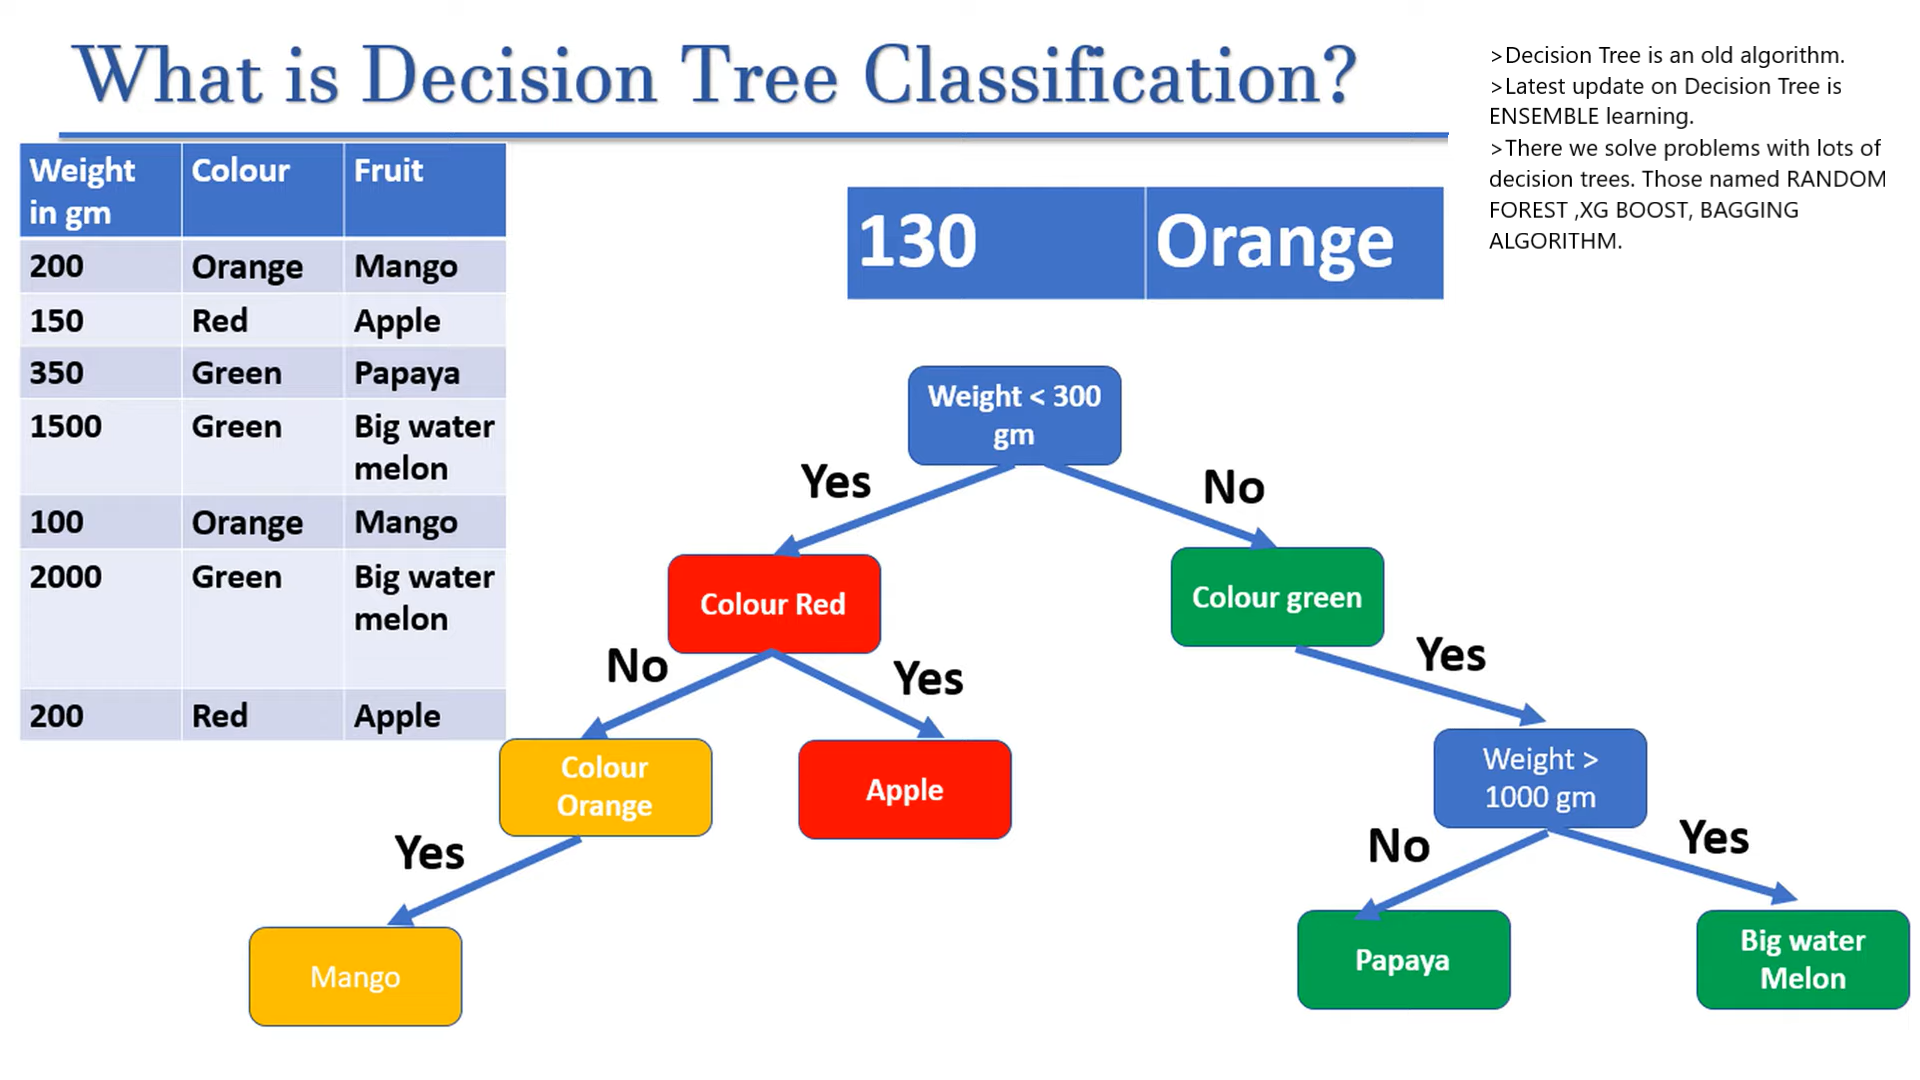 What is Decision Tree Classification?
>Decision Tree is an old algorithm.
>Latest update on Decision Tree is
ENSEMBLE learning.
>There we solve problems with lots of
decision trees. Those named RANDOM
FOREST ,XG BOOST, BAGGING
ALGORITHM.
Weight in gm Colour Fruit
200 Orange Mango
150 Red Apple
350 Green Papaya
1500 Green Big water melon
100 Orange Mango
2000 Green Big water melon
200 Red Apple
130 Orange
Weight < 300
gm
Yes
No
Colour Red
Colour green
No
Yes
Yes
Colour
Orange
Apple
Weight >
1000 gm
Yes
No
Yes
Mango
Papaya
Big water
Melon